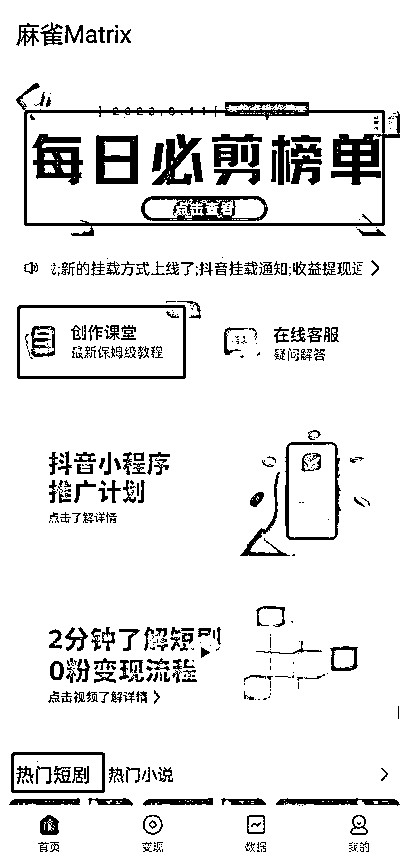 麻雀Matrix
[2023.9.11]
每日必剪榜单
点击查看
新的挂载方式上线了;抖音挂载通知;收益提现
创作课堂
最新保姆级教程
在线客服
疑问解答
抖音小程序
推广计划
点击了解详情
2分钟了解短剧
0粉变现流程
点击视频了解详情
热门短剧 热门小说
首页 变现 数据 我的